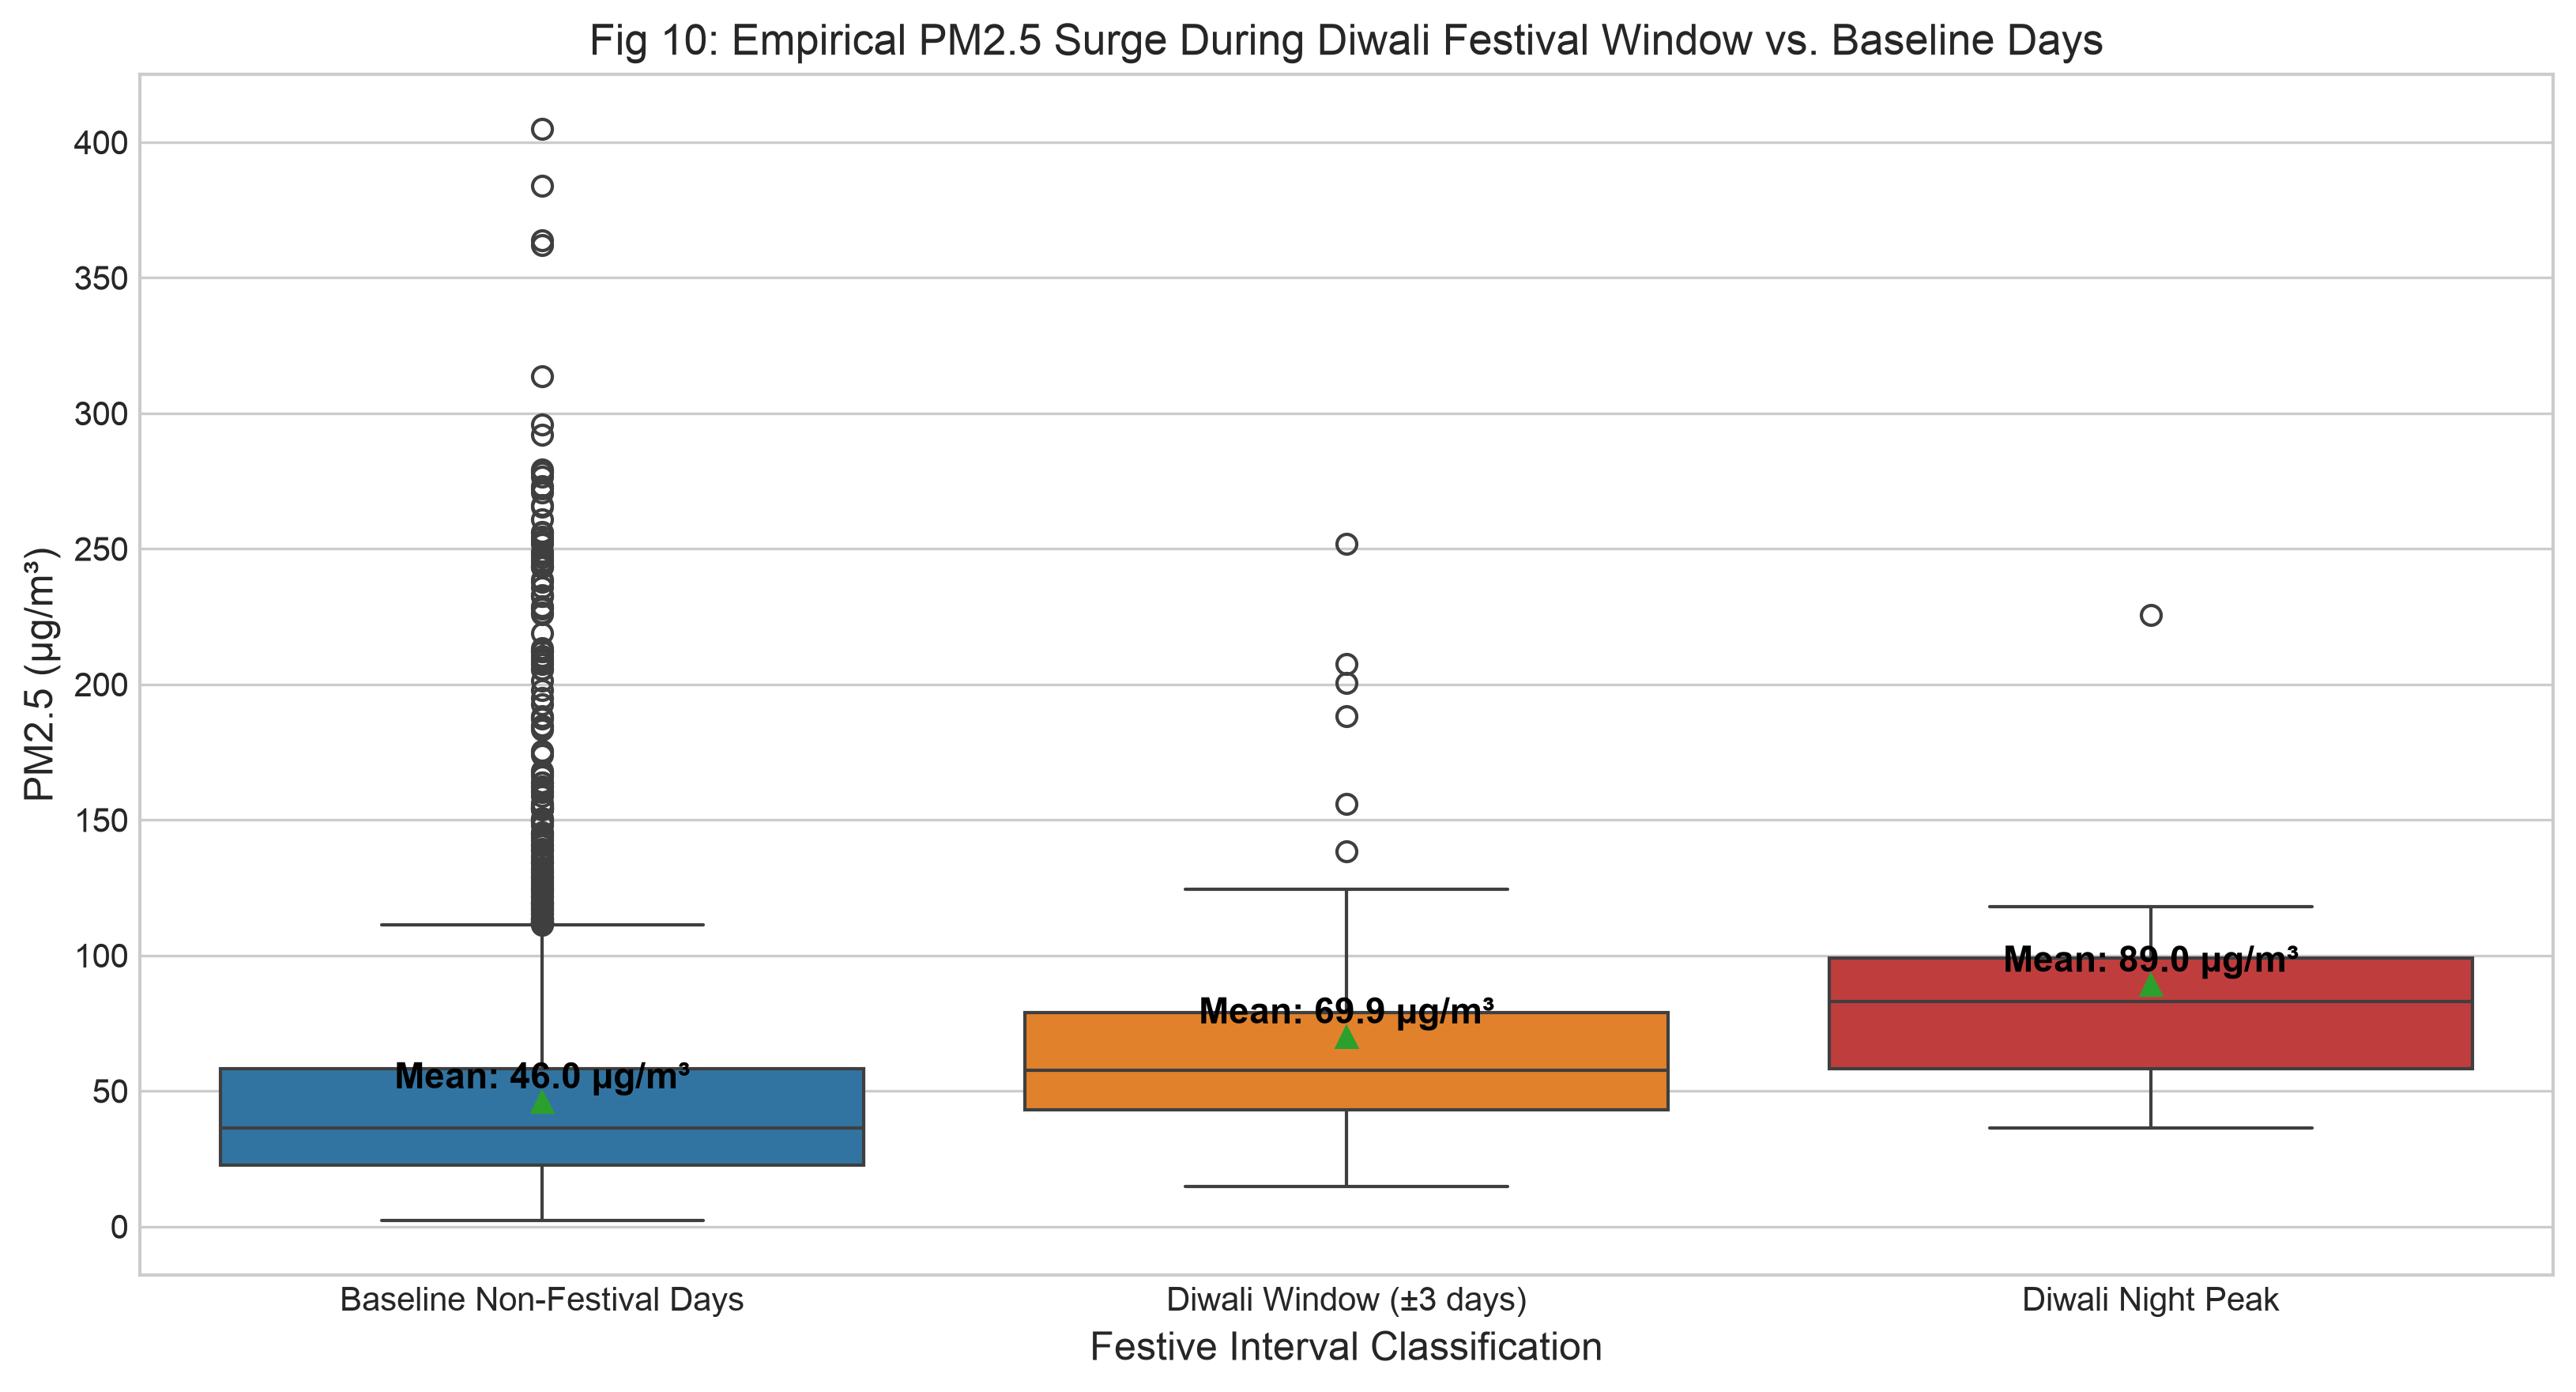 Fig 10: Empirical PM2.5 Surge During Diwali Festival Window vs. Baseline Days
PM2.5 (µg/m³)
400
350
300
250
200
150
100
50
0
Mean: 46.0 µg/m³
Mean: 69.9 µg/m³
Mean: 89.0 µg/m³
Baseline Non-Festival Days
Diwali Window (±3 days)
Diwali Night Peak
Festive Interval Classification